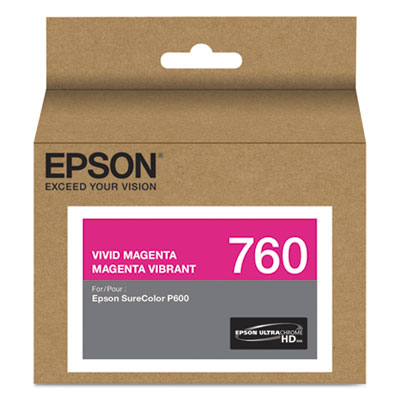 EPSON
EXCEED YOUR VISION
VIVID MAGENTA
MAGENTA VIBRANT
760
For/Pour :
Epson SureColor P600
EPSON ULTRACHROME
HD